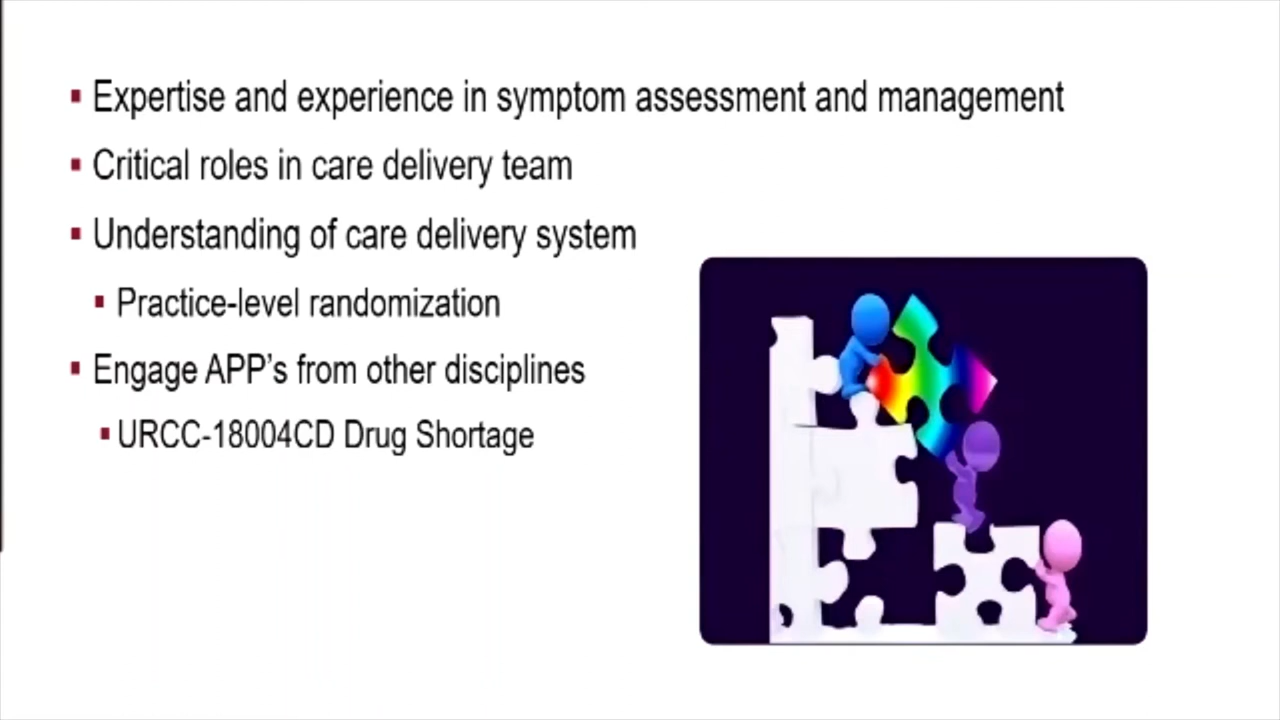 ▪ Expertise and experience in symptom assessment and management
▪ Critical roles in care delivery team
▪ Understanding of care delivery system
▪ Practice-level randomization
▪ Engage APP’s from other disciplines
▪ URCC-18004CD Drug Shortage